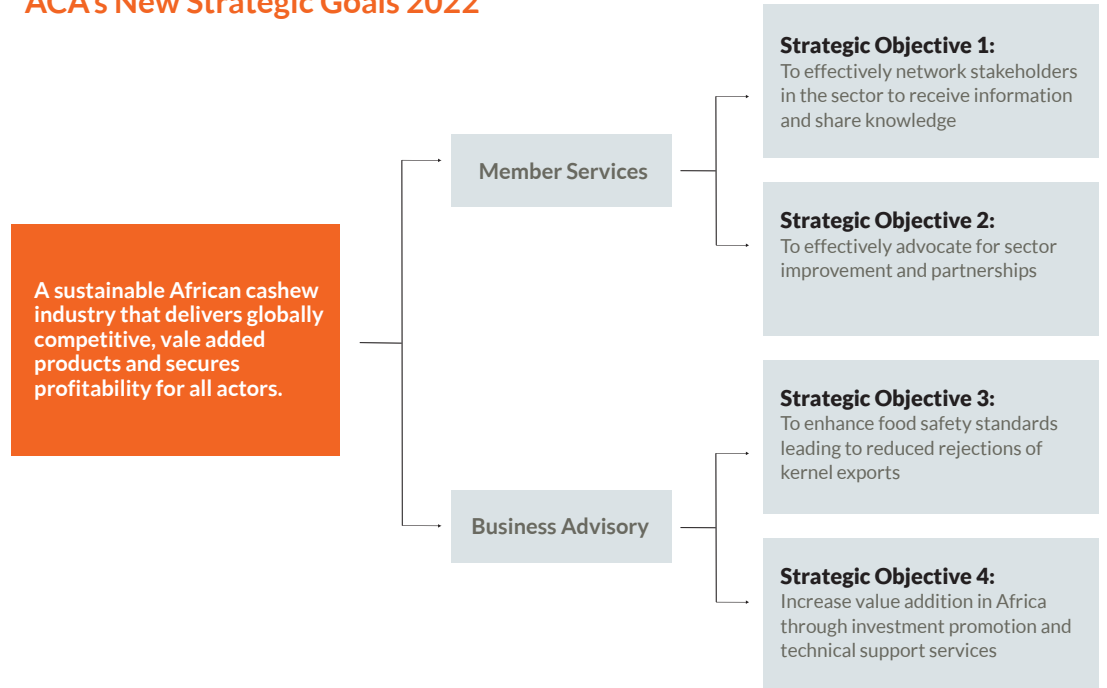 ACA's New Strategic Goals 2022
A sustainable African cashew
industry that delivers globally
competitive, vale added
products and secures
profitability for all actors.
Member Services
Business Advisory
Strategic Objective 1:
To effectively network stakeholders
in the sector to receive information
and share knowledge
Strategic Objective 2:
To effectively advocate for sector
improvement and partnerships
Strategic Objective 3:
To enhance food safety standards
leading to reduced rejections of
kernel exports
Strategic Objective 4:
Increase value addition in Africa
through investment promotion and
technical support services